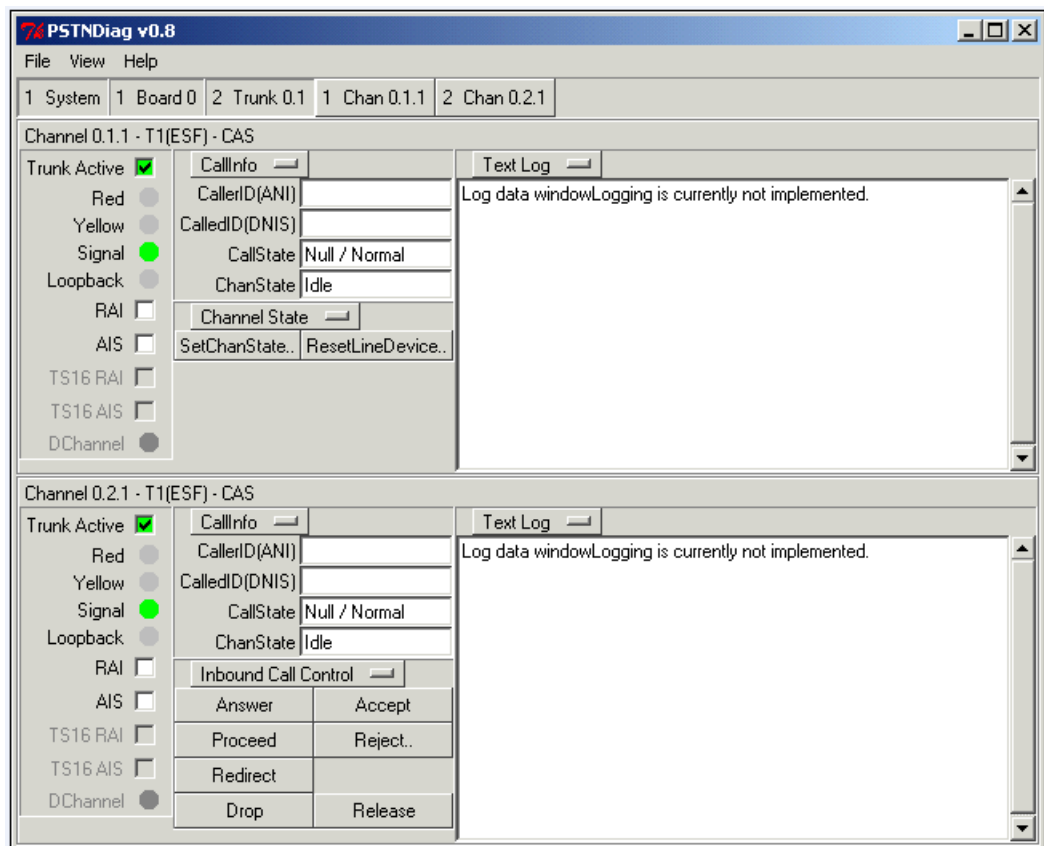 PSTNDiag v0.8
File View Help
1 System 1 Board 0 2 Trunk 0.1 1 Chan 0.1.1 2 Chan 0.2.1
Channel 0.1.1 - T1(ESF) - CAS
Trunk Active
Red
Yellow
Signal
Loopback
RAI
AIS
TS16 RAI
TS16 AIS
DChannel
CallInfo
CallerID(ANI)
CalledID(DNIS)
CallState Null / Normal
ChanState Idle
Channel State
SetChanState.. ResetLineDevice..
Text Log
Log data windowLogging is currently not implemented.
Channel 0.2.1 - T1(ESF) - CAS
Trunk Active
Red
Yellow
Signal
Loopback
RAI
AIS
TS16 RAI
TS16 AIS
DChannel
CallInfo
CallerID(ANI)
CalledID(DNIS)
CallState Null / Normal
ChanState Idle
Inbound Call Control
Answer Accept
Proceed Reject..
Redirect
Drop Release
Text Log
Log data windowLogging is currently not implemented.